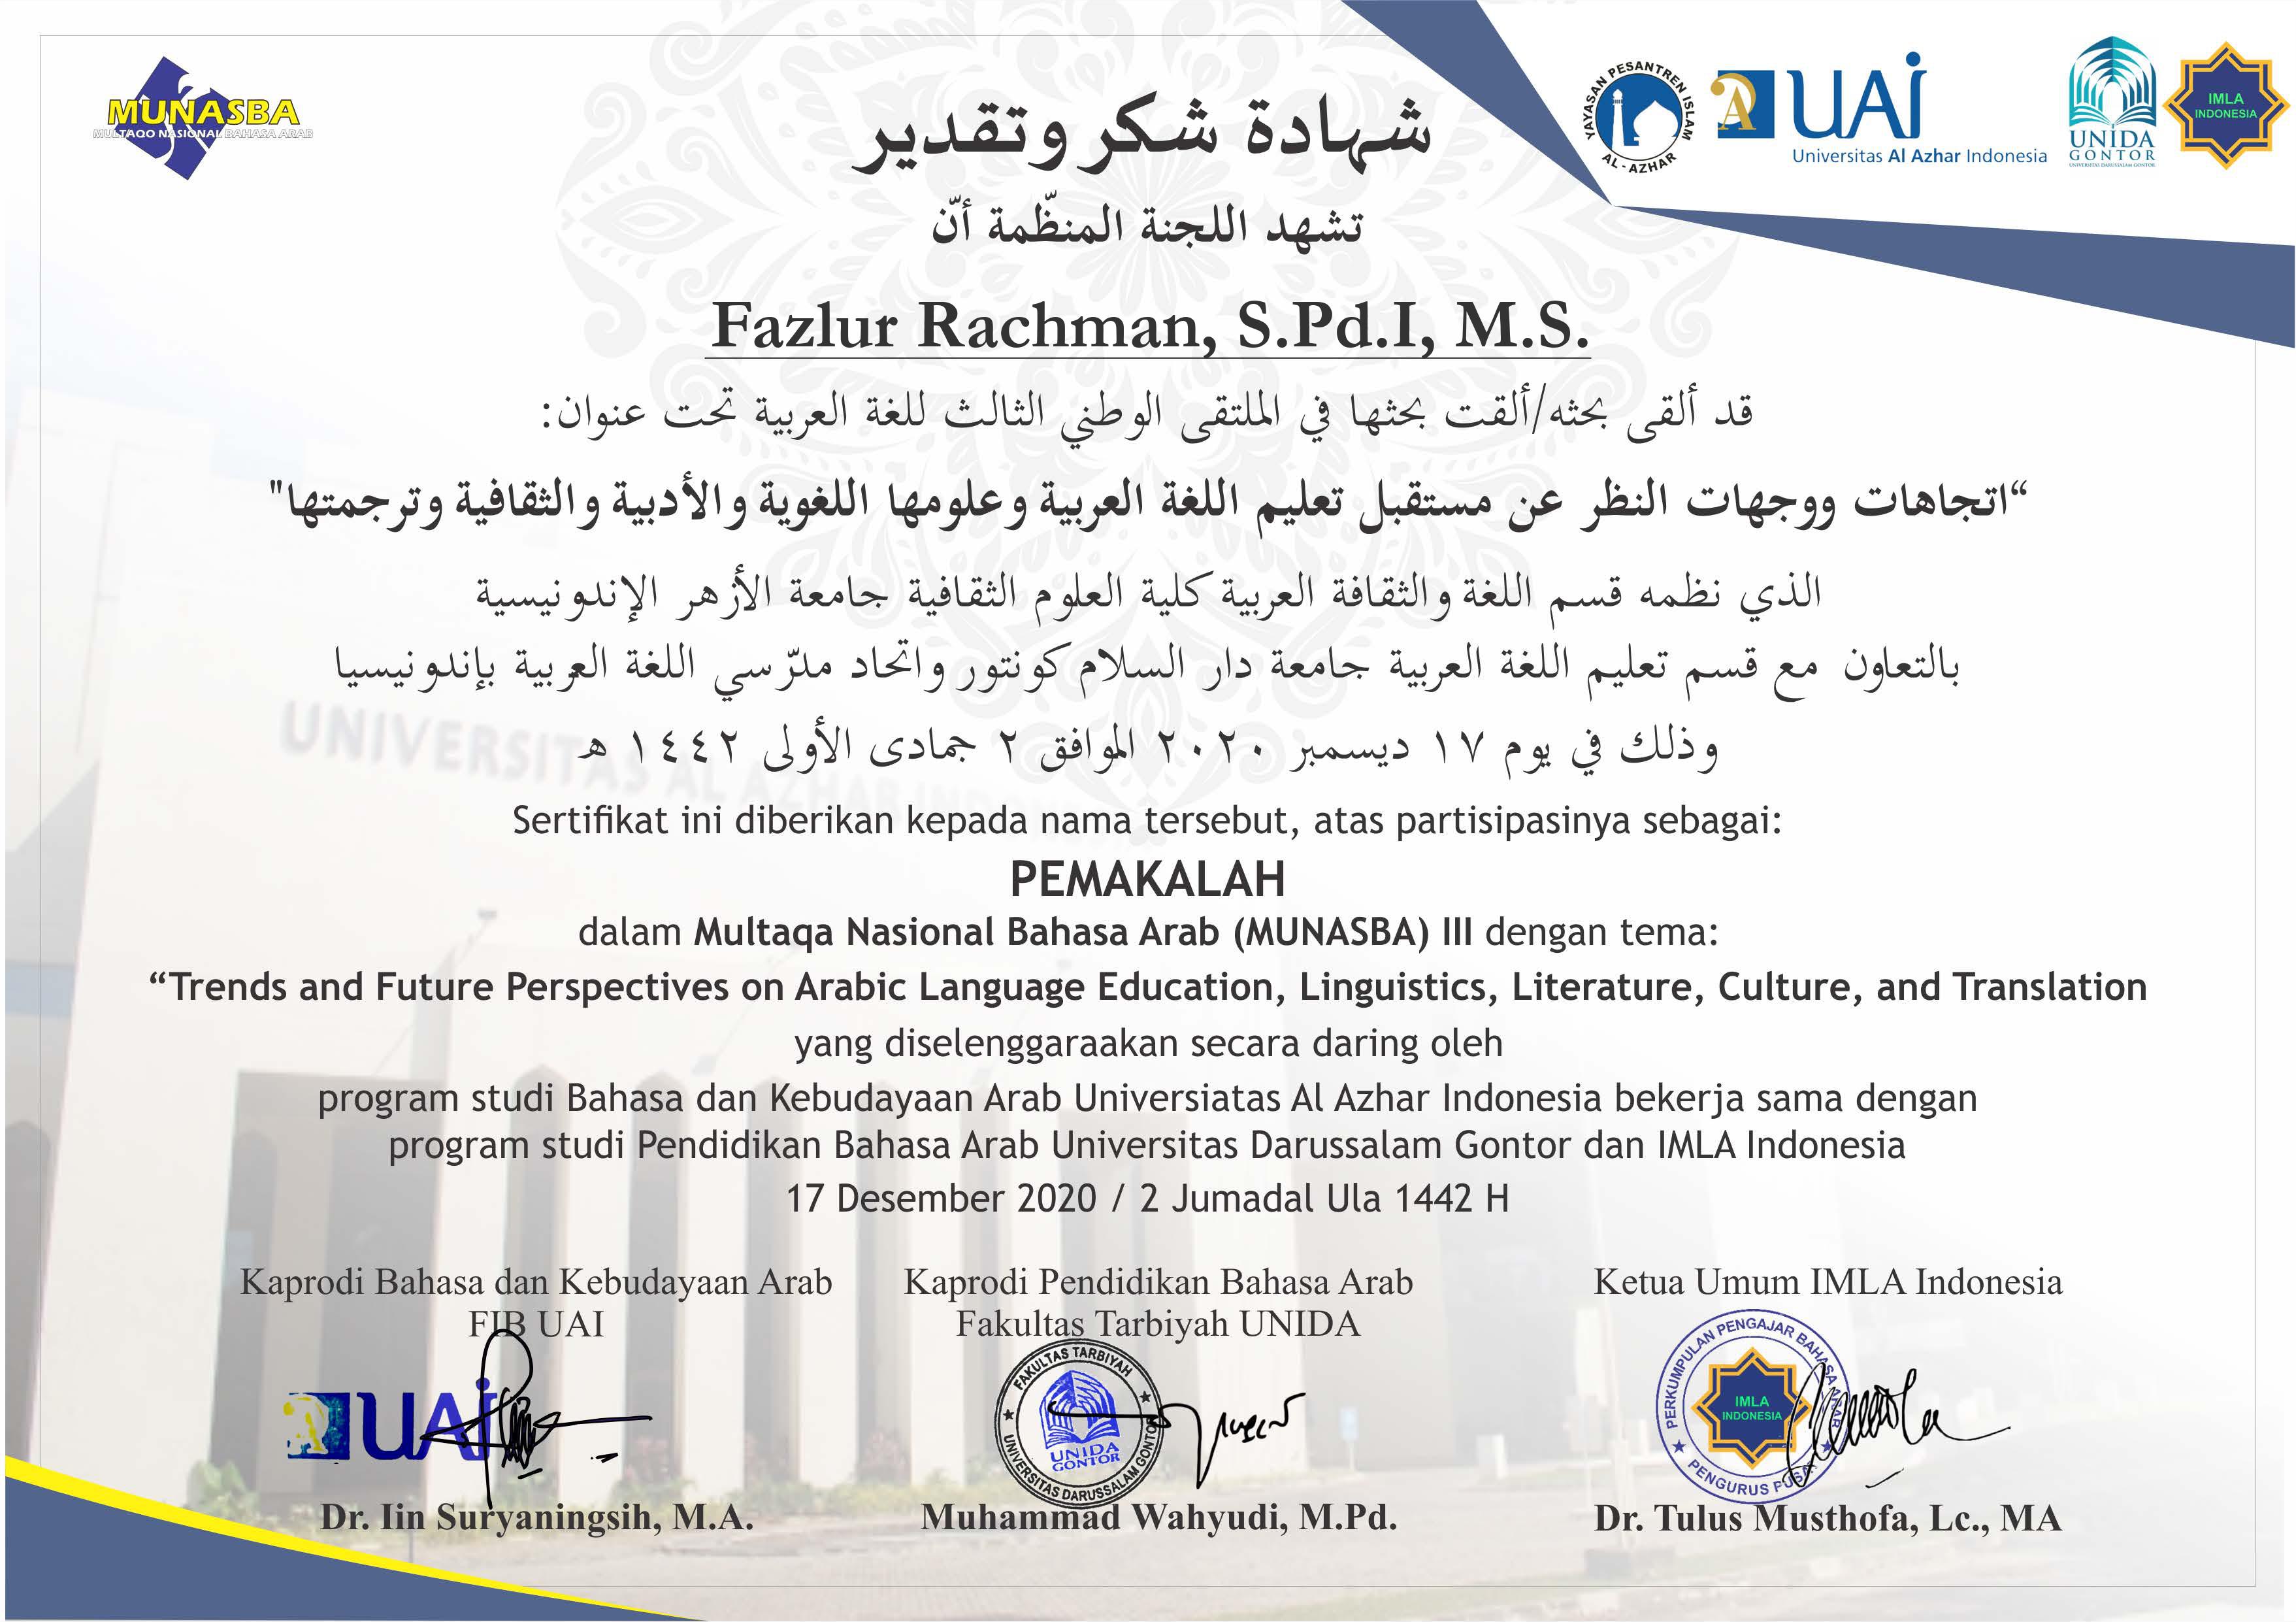 MUNASBA
MULTAQO NASIONAL BAHASA ARAB
YAYASAN PESANTREN ISLAM
AL - AZHAR
A UAI
Universitas Al Azhar Indonesia
UNIDA
GONTOR
UNIVERSITAS DARUSSALAM GONTOR
IMLA
INDONESIA
شهادة شكر وتقدير
تشهد اللجنة المنظّمة أنّ
Fazlur Rachman, S.Pd.I, M.S.
قد ألقى بحثه/ألقت بحثها في الملتقى الوطني الثالث للغة العربية تحت عنوان:
“اتجاهات ووجهات النظر عن مستقبل تعليم اللغة العربية وعلومها اللغوية والأدبية والثقافية وترجمتها"
الذي نظمه قسم اللغة والثقافة العربية كلية العلوم الثقافية جامعة الأزهر الإندونيسية
بالتعاون مع قسم تعليم اللغة العربية جامعة دار السلام كونتور واتحاد مدرّسي اللغة العربية بإندونيسيا
وذلك في يوم ١٧ ديسمبر ٢٠٢٠ الموافق ٢ جمادى الأولى ١٤٤٢ هـ
UNIVERSITAS AL AZHAR INDONESIA
Sertifikat ini diberikan kepada nama tersebut, atas partisipasinya sebagai:
PEMAKALAH
dalam Multaqa Nasional Bahasa Arab (MUNASBA) III dengan tema:
“Trends and Future Perspectives on Arabic Language Education, Linguistics, Literature, Culture, and Translation
yang diselenggaraakan secara daring oleh
program studi Bahasa dan Kebudayaan Arab Universiatas Al Azhar Indonesia bekerja sama dengan
program studi Pendidikan Bahasa Arab Universitas Darussalam Gontor dan IMLA Indonesia
17 Desember 2020 / 2 Jumadal Ula 1442 H
Kaprodi Bahasa dan Kebudayaan Arab
FIB UAI
A UAI
Dr. Iin Suryaningsih, M.A.
Kaprodi Pendidikan Bahasa Arab
Fakultas Tarbiyah UNIDA
FAKULTAS TARBIYAH
UNIDA
GONTOR
UNIVERSITAS DARUSSALAM GONTOR
Muhammad Wahyudi, M.Pd.
Ketua Umum IMLA Indonesia
PERKUMPULAN PENGAJAR BAHASA ARAB
IMLA
INDONESIA
PENGURUS PUSAT
Dr. Tulus Musthofa, Lc., MA